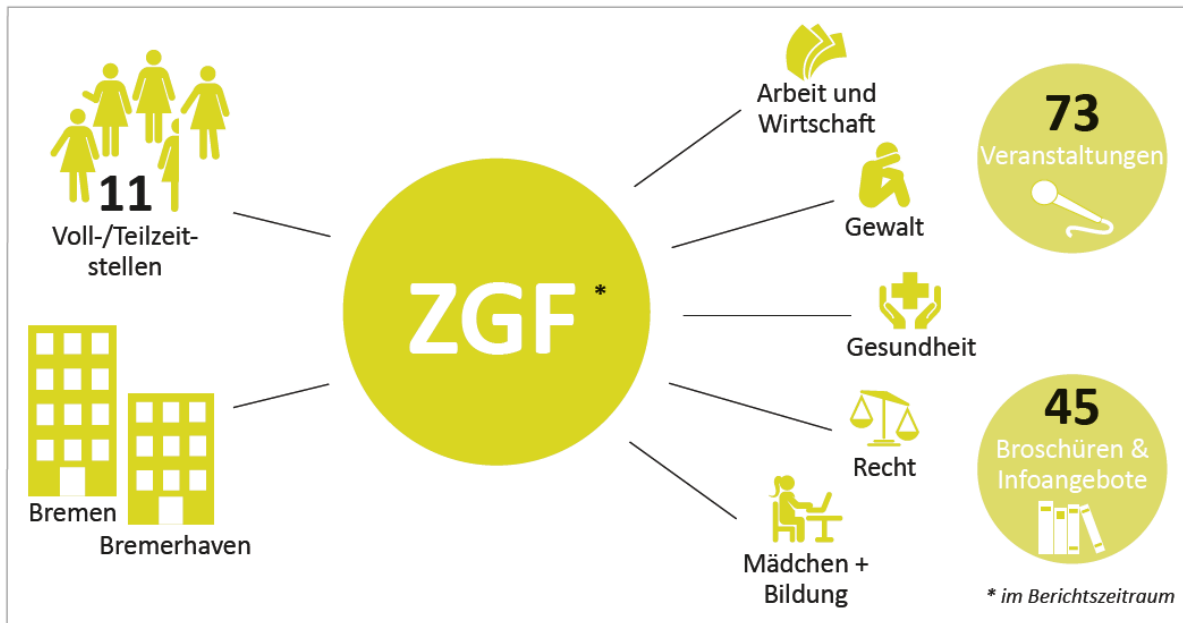 11
Voll-/Teilzeit-
stellen
Bremen
Bremerhaven
ZGF *
Arbeit und
Wirtschaft
Gewalt
Gesundheit
Recht
Mädchen +
Bildung
73
Veranstaltungen
45
Broschüren &
Infoangebote
* im Berichtszeitraum